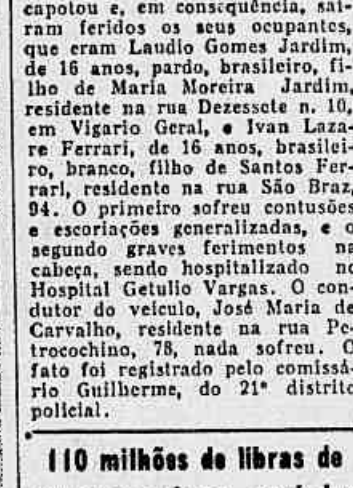 capotou e, em consequência, saí-
ram feridos os seus ocupantes,
que eram Laudio Gomes Jardim,
de 16 anos, pardo, brasileiro, fi-
lho de Maria Moreira Jardim,
residente na rua Dezessote n. 10,
em Vigario Geral, e Ivan Laza-
re Ferrari, de 16 anos, brasilei-
ro, branco, filho de Santos Fer-
rari, residente na rua São Braz,
94. O primeiro sofreu contusões
e escoriações generalizadas, e o
segundo graves ferimentos na
cabeça, sendo hospitalizado no
Hospital Getulio Vargas. O con-
dutor do veículo, José Maria de
Carvalho, residente na rua Pe-
trocochino, 78, nada sofreu. O
fato foi registrado pelo comissá-
rio Guilherme, do 21º distrito
policial.
110 milhões de libras de